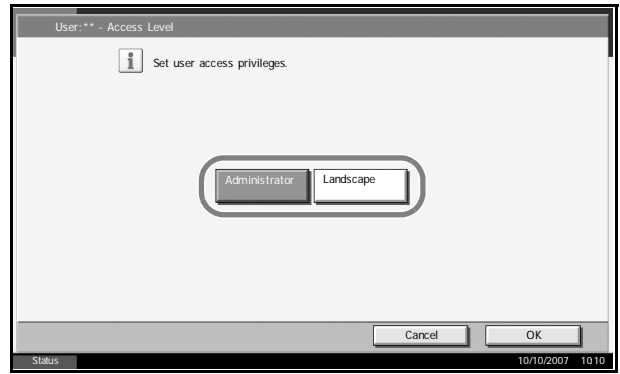 User:** - Access Level
Set user access privileges.
Administrator Landscape
Cancel OK
Status 10/10/2007 10:10